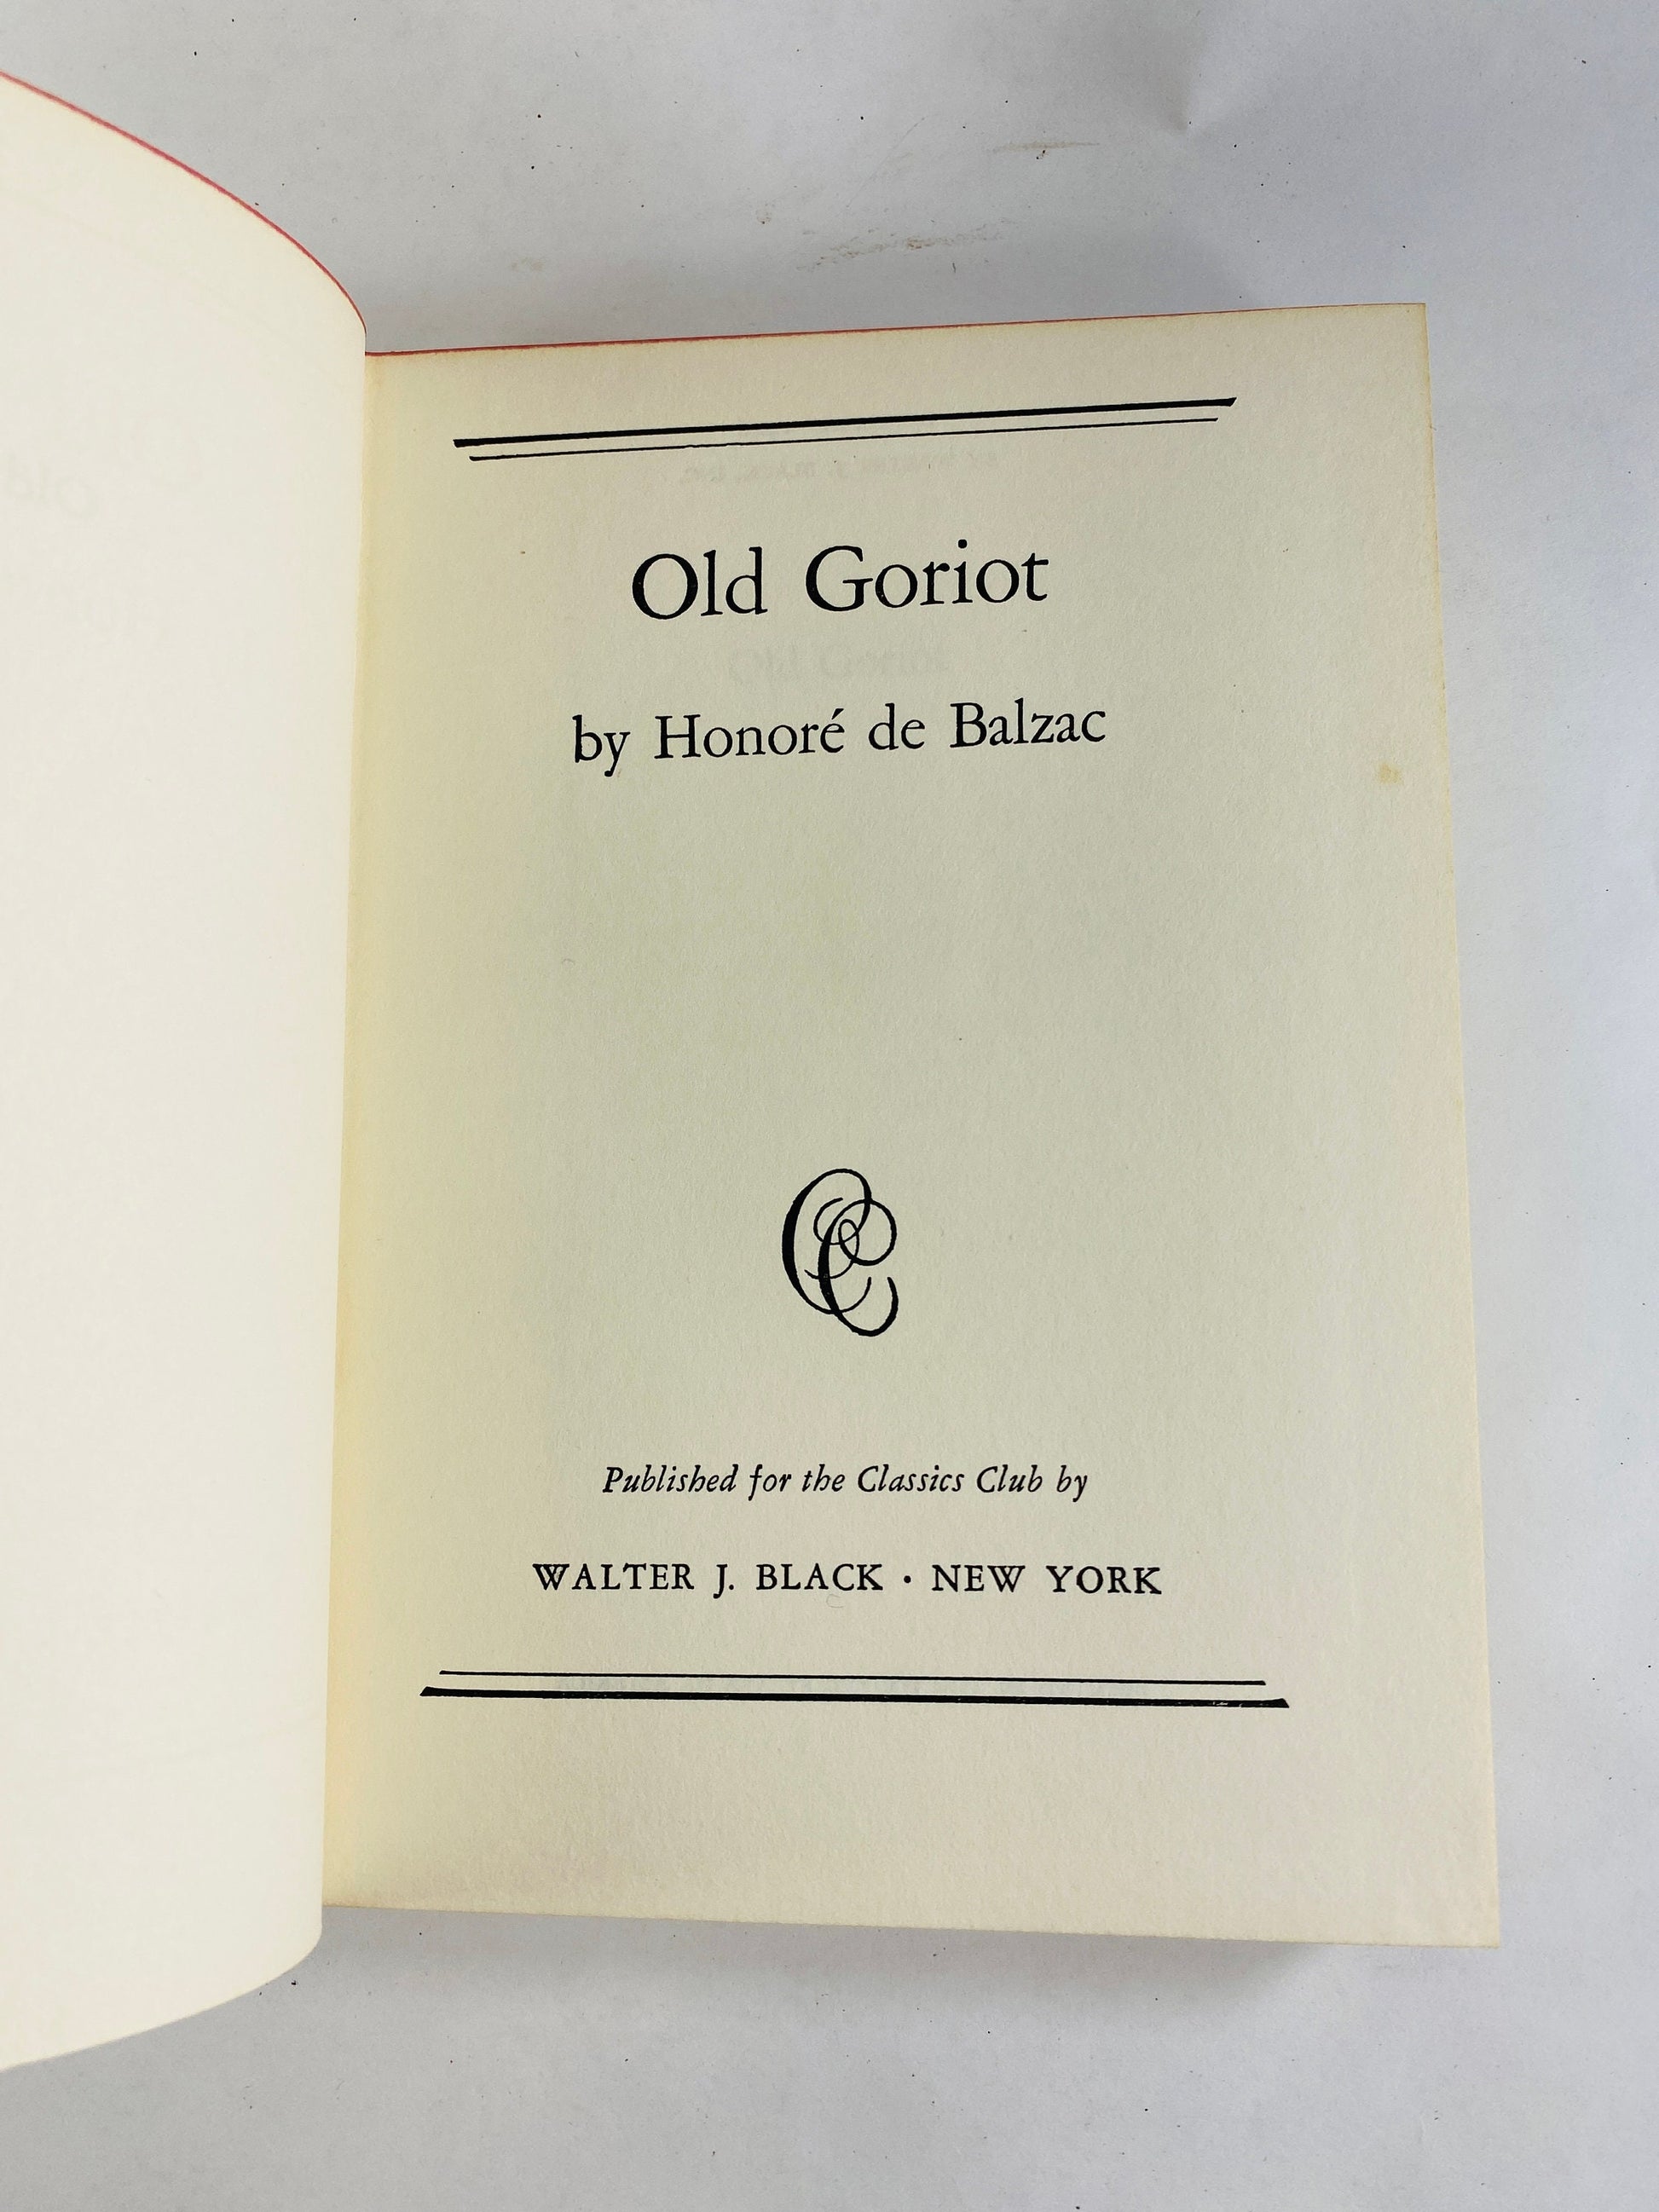 Old Goriot
by Honoré de Balzac
CC
Published for the Classics Club by
WALTER J. BLACK · NEW YORK